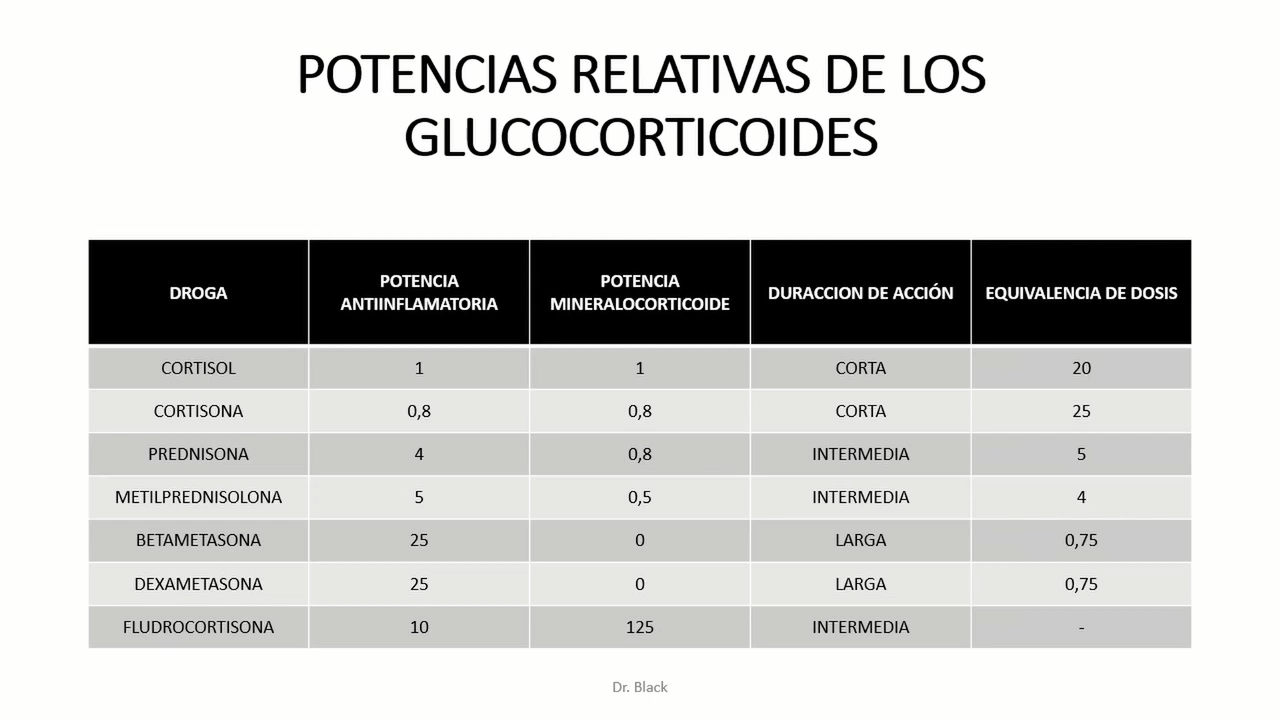 POTENCIAS RELATIVAS DE LOS
GLUCOCORTICOIDES
DROGA POTENCIA ANTIINFLAMATORIA POTENCIA MINERALOCORTICOIDE DURACCION DE ACCIÓN EQUIVALENCIA DE DOSIS
CORTISOL 1 1 CORTA 20
CORTISONA 0,8 0,8 CORTA 25
PREDNISONA 4 0,8 INTERMEDIA 5
METILPREDNISOLONA 5 0,5 INTERMEDIA 4
BETAMETASONA 25 0 LARGA 0,75
DEXAMETASONA 25 0 LARGA 0,75
FLUDROCORTISONA 10 125 INTERMEDIA -
Dr. Black